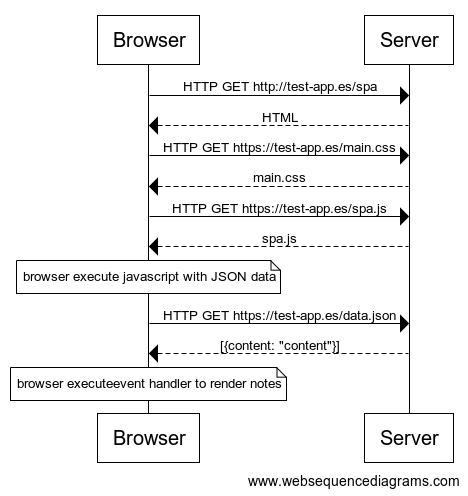 Browser
Server
HTTP GET http://test-app.es/spa
HTML
HTTP GET https://test-app.es/main.css
main.css
HTTP GET https://test-app.es/spa.js
spa.js
browser execute javascript with JSON data
HTTP GET https://test-app.es/data.json
[{content: "content"}]
browser executeevent handler to render notes
Browser
Server
www.websequencediagrams.com